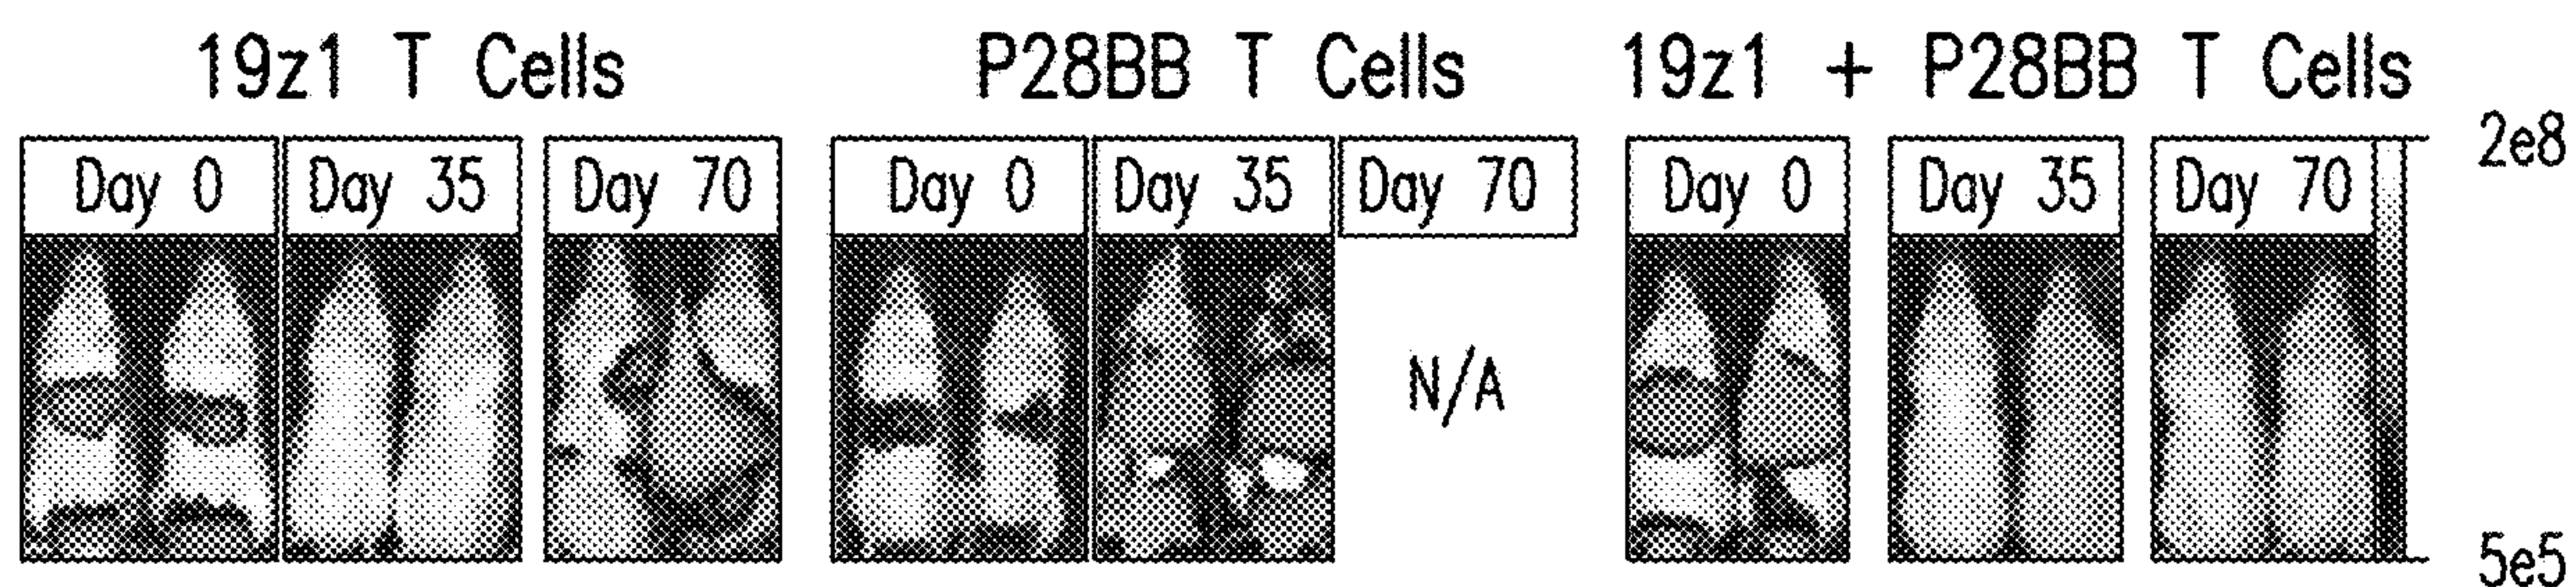 19z1 T Cells
P28BB T Cells
19z1 + P28BB T Cells
Day 0
Day 35
Day 70
Day 0
Day 35
Day 70
Day 0
Day 35
Day 70
2e8
N/A
5e5